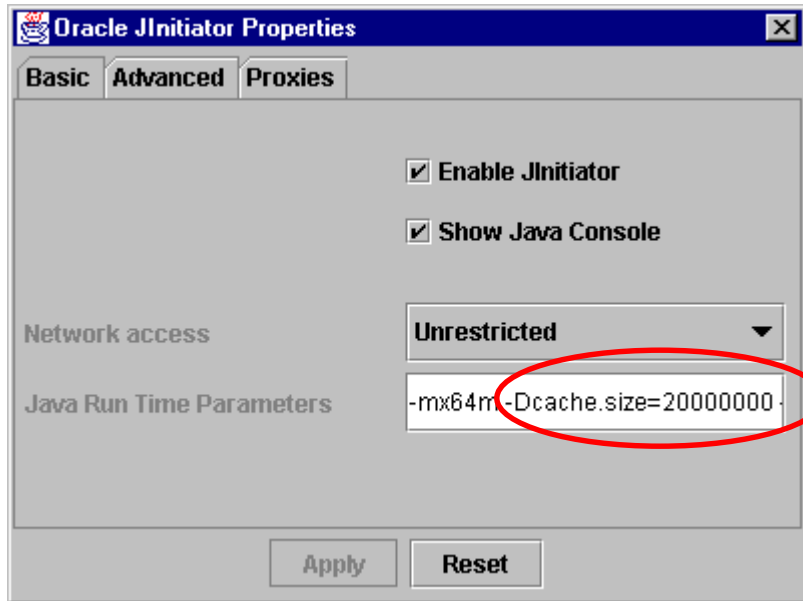 Oracle JInitiator Properties
Basic Advanced Proxies
Enable JInitiator
Show Java Console
Network access Unrestricted
Java Run Time Parameters -mx64m -Dcache.size=20000000 -
Apply Reset